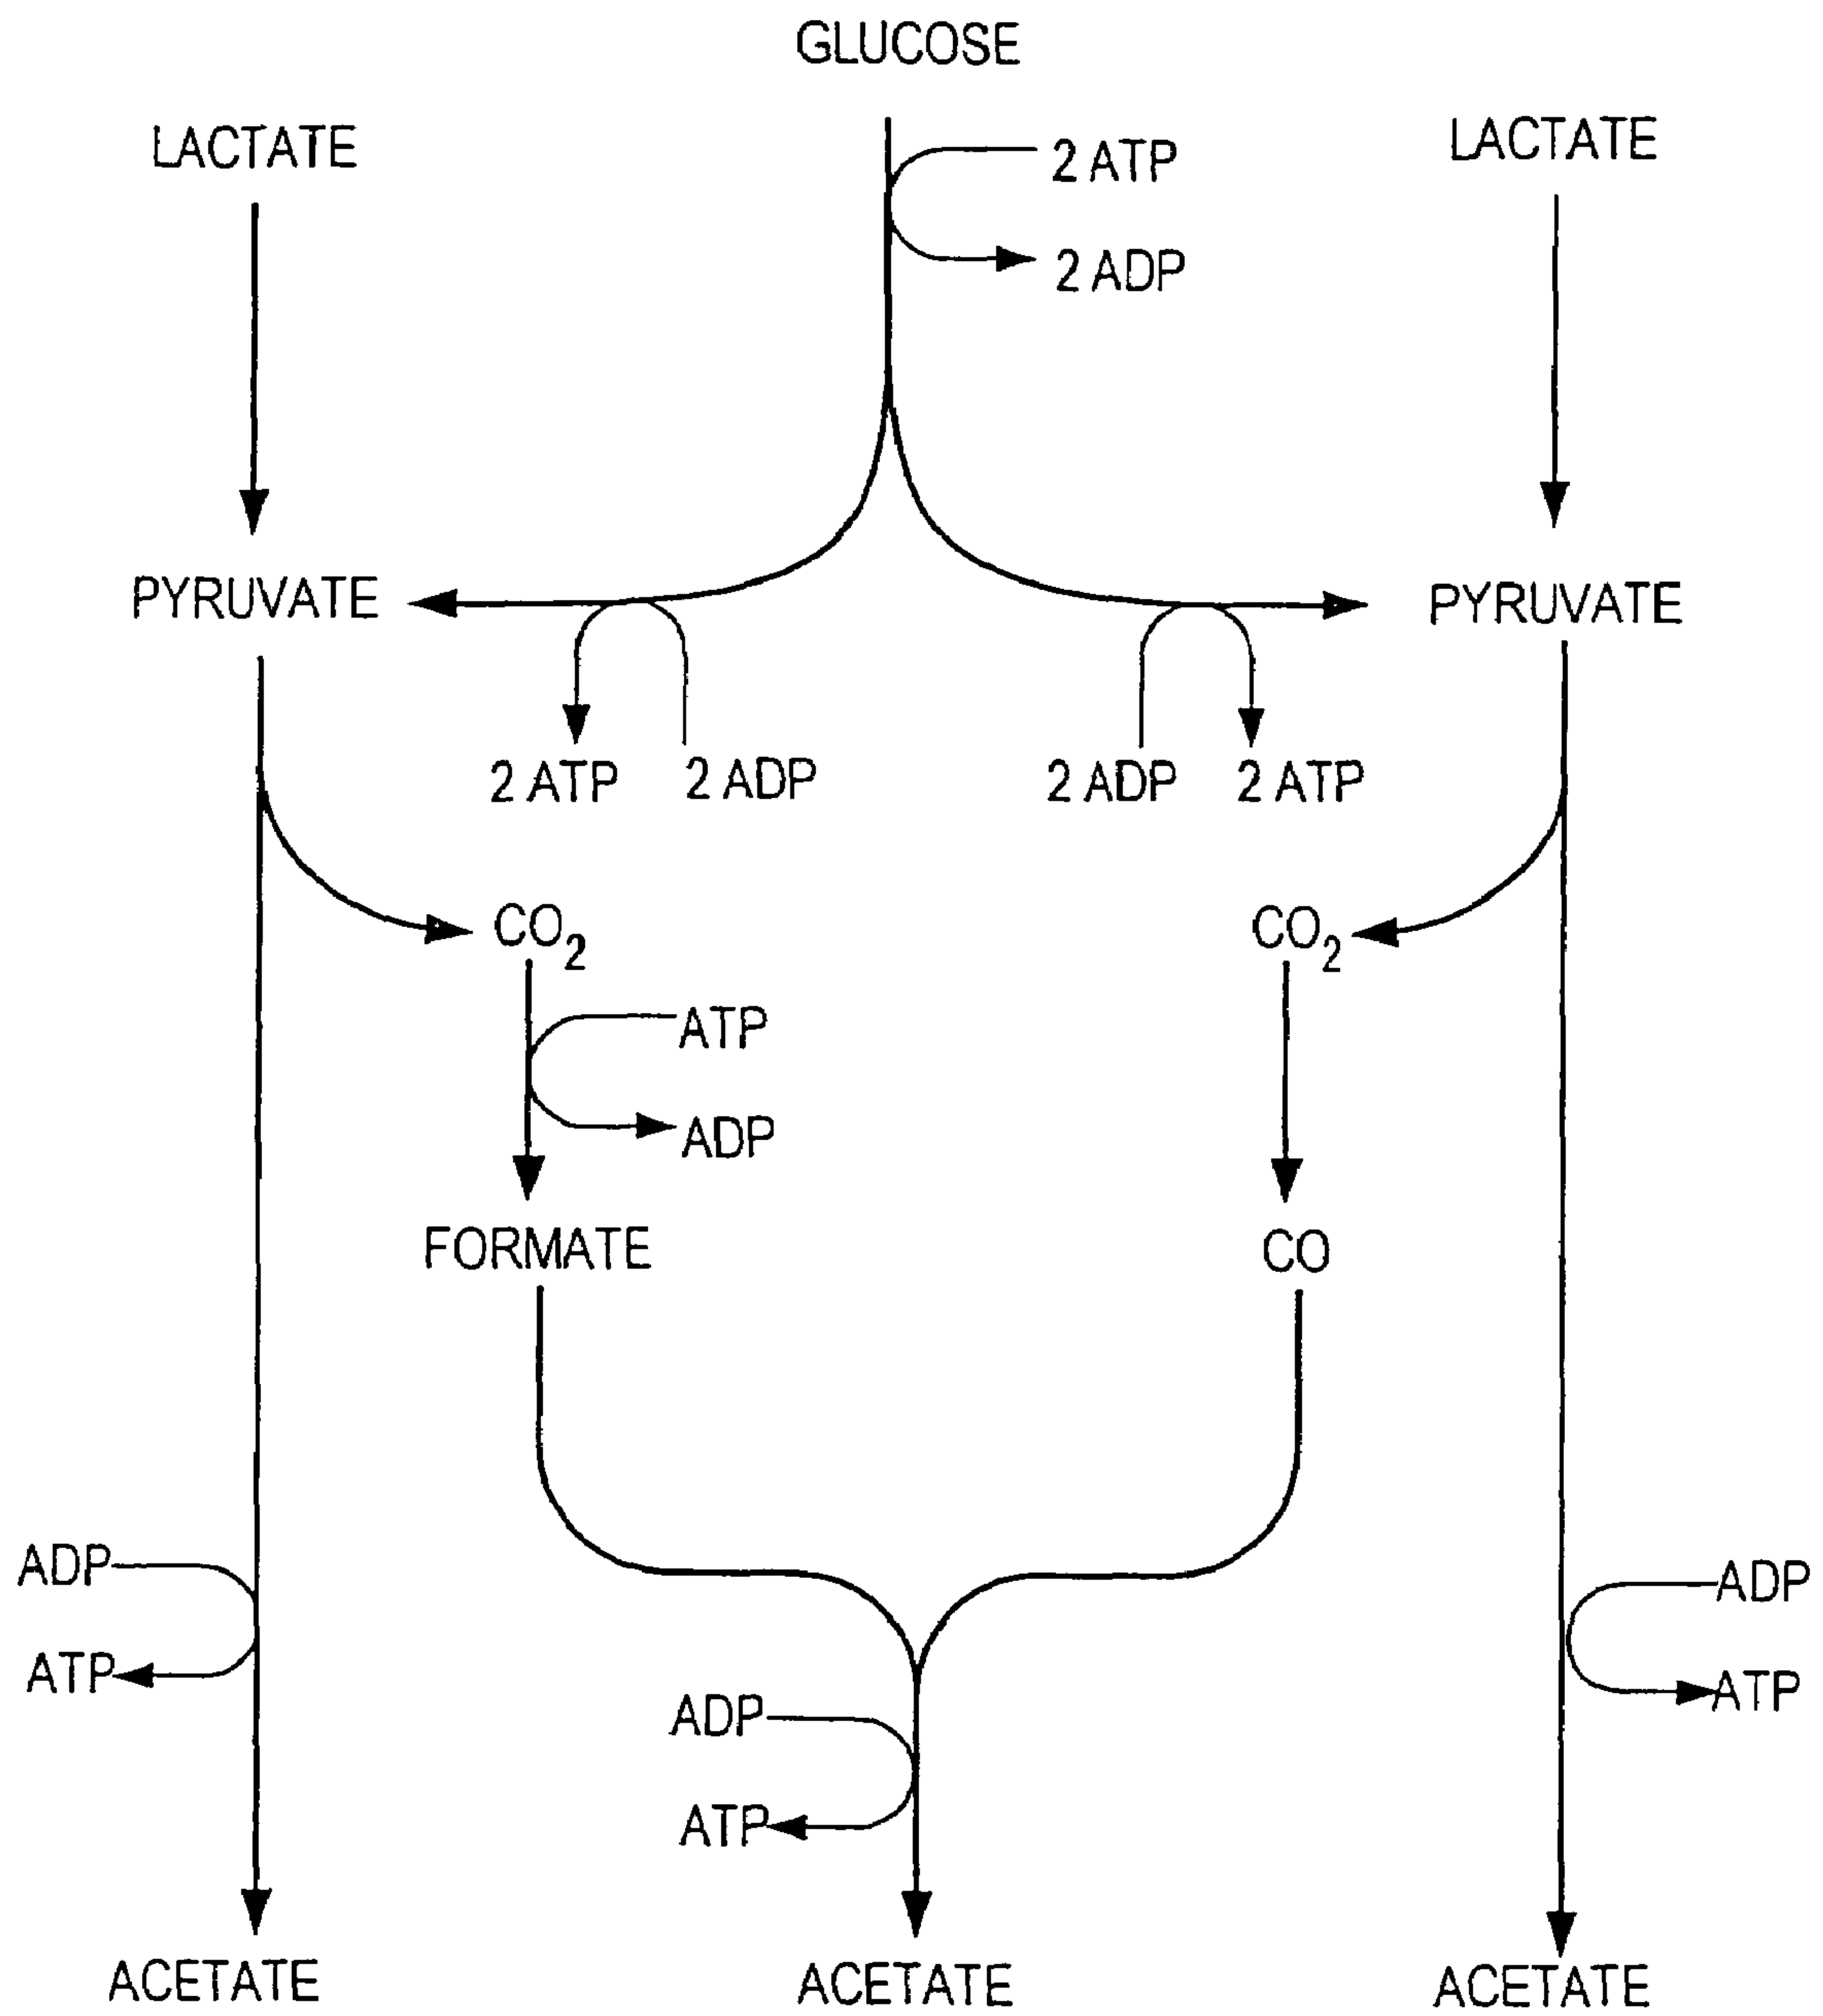 GLUCOSE
LACTATE
LACTATE
2 ATP
2 ADP
PYRUVATE
PYRUVATE
2 ATP
2 ADP
2 ADP
2 ATP
CO2
CO2
ATP
ADP
FORMATE
CO
ADP
ATP
ADP
ATP
ADP
ATP
ACETATE
ACETATE
ACETATE